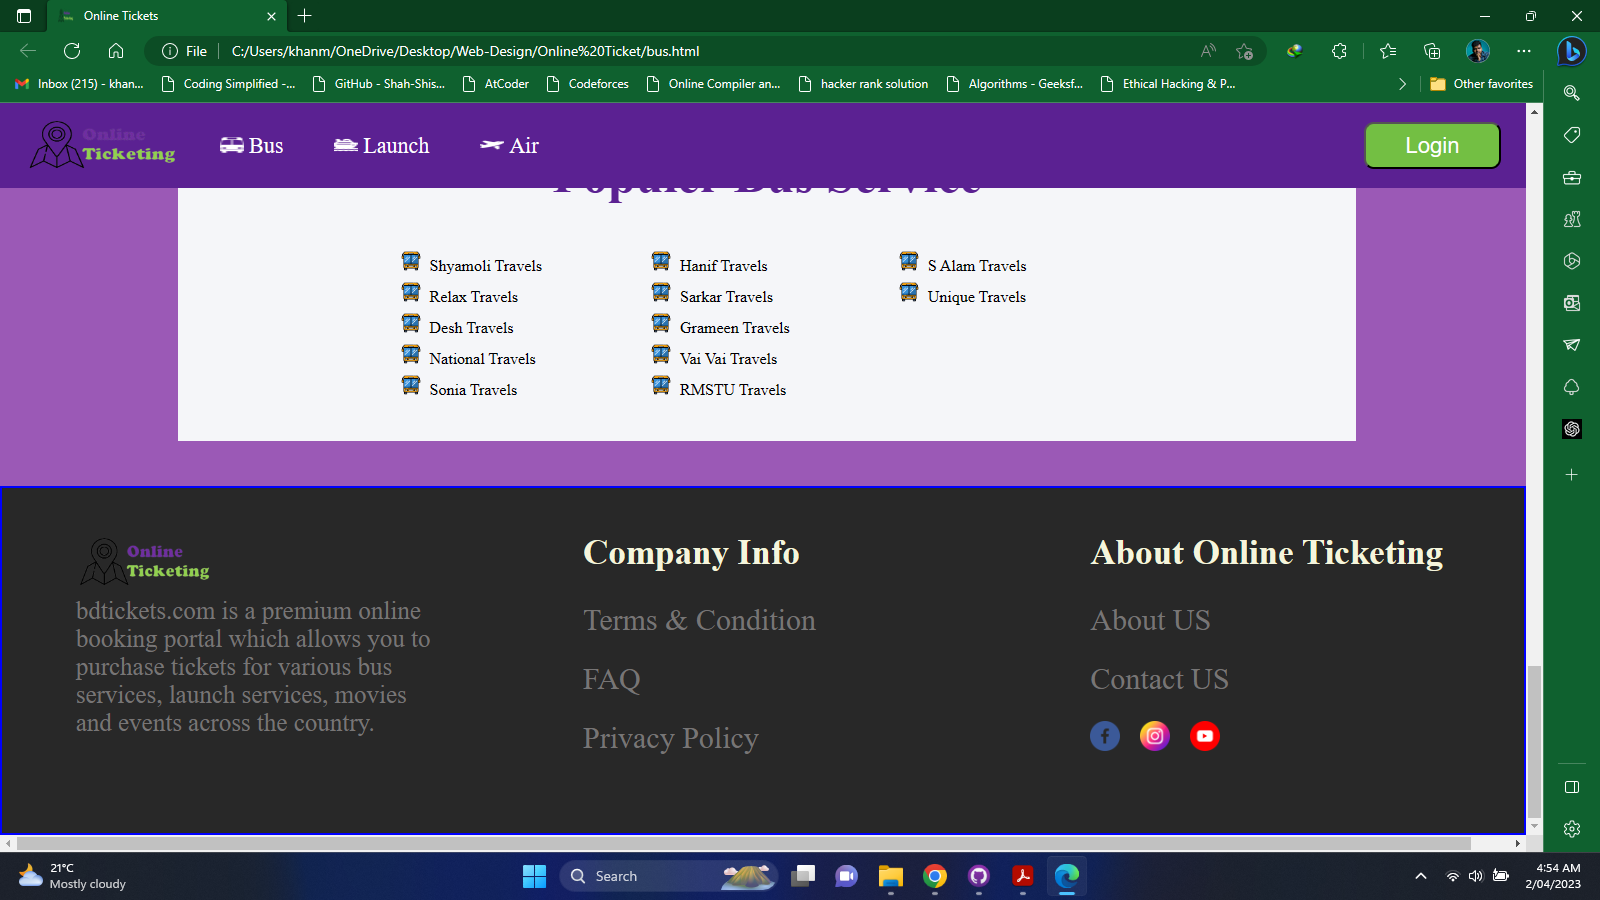 Online Tickets
File
C:/Users/khanm/OneDrive/Desktop/Web-Design/Online%20Ticket/bus.html
Inbox (215) - khan...
Coding Simplified -...
GitHub - Shah-Shis...
AtCoder
Codeforces
Online Compiler an...
hacker rank solution
Algorithms - Geeksf...
Ethical Hacking & P...
Other favorites
Online
Ticketing
Bus
Launch
Air
Login
Populer Bus Service
Shyamoli Travels
Hanif Travels
S Alam Travels
Relax Travels
Sarkar Travels
Unique Travels
Desh Travels
Grameen Travels
National Travels
Vai Vai Travels
Sonia Travels
RMSTU Travels
Online
Ticketing
bdtickets.com is a premium online
booking portal which allows you to
purchase tickets for various bus
services, launch services, movies
and events across the country.
Company Info
Terms & Condition
FAQ
Privacy Policy
About Online Ticketing
About US
Contact US
21°C
Mostly cloudy
Search
4:54 AM
2/04/2023